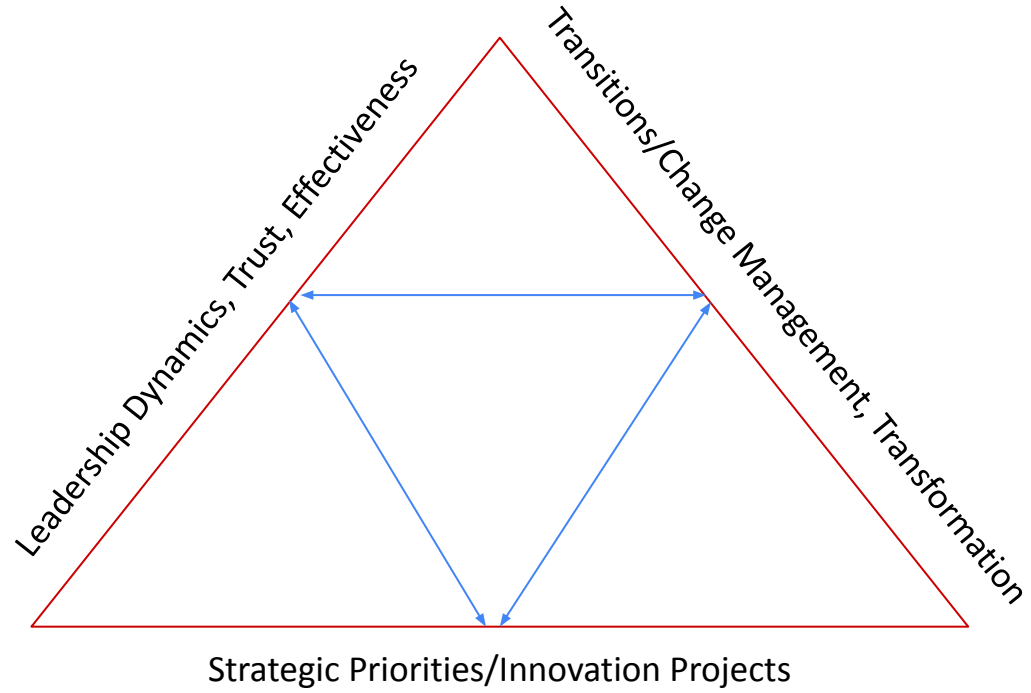 Leadership Dynamics, Trust, Effectiveness
Transitions/Change Management, Transformation
Strategic Priorities/Innovation Projects